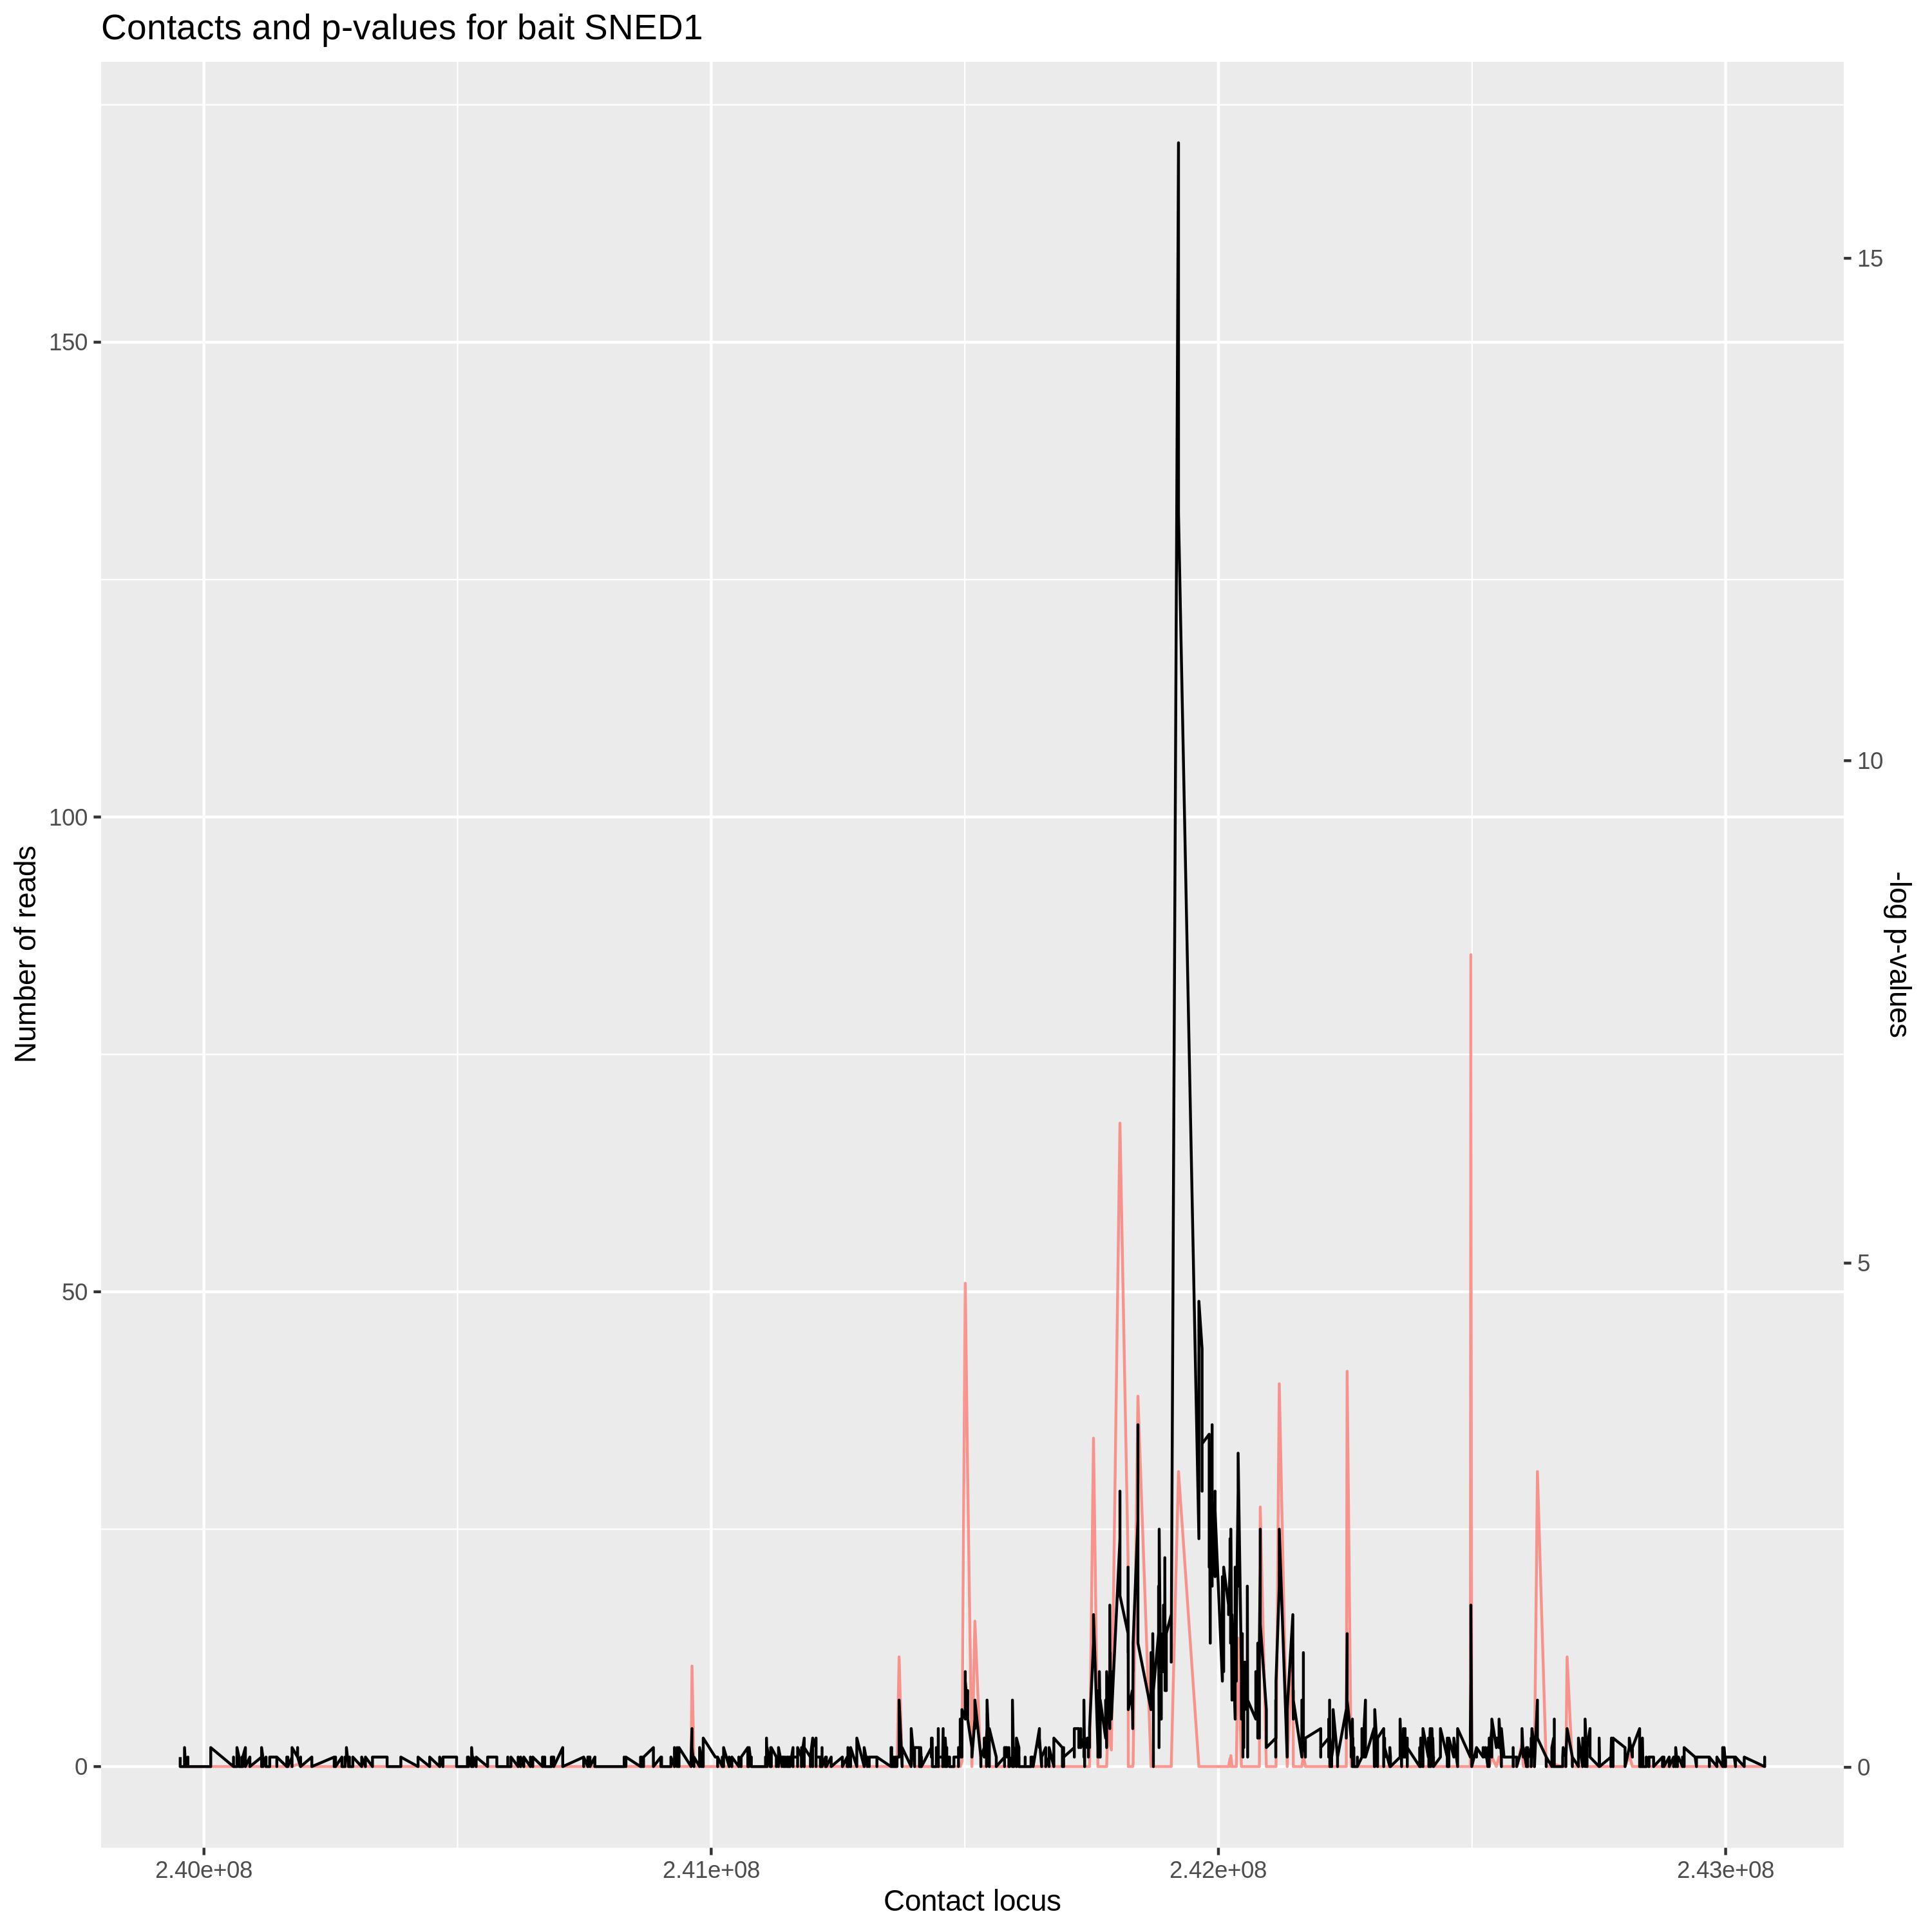 Contacts and p-values for bait SNED1
150
100
50
0
Number of reads
15
10
5
0
-log p-values
2.40e+08
2.41e+08
2.42e+08
2.43e+08
Contact locus